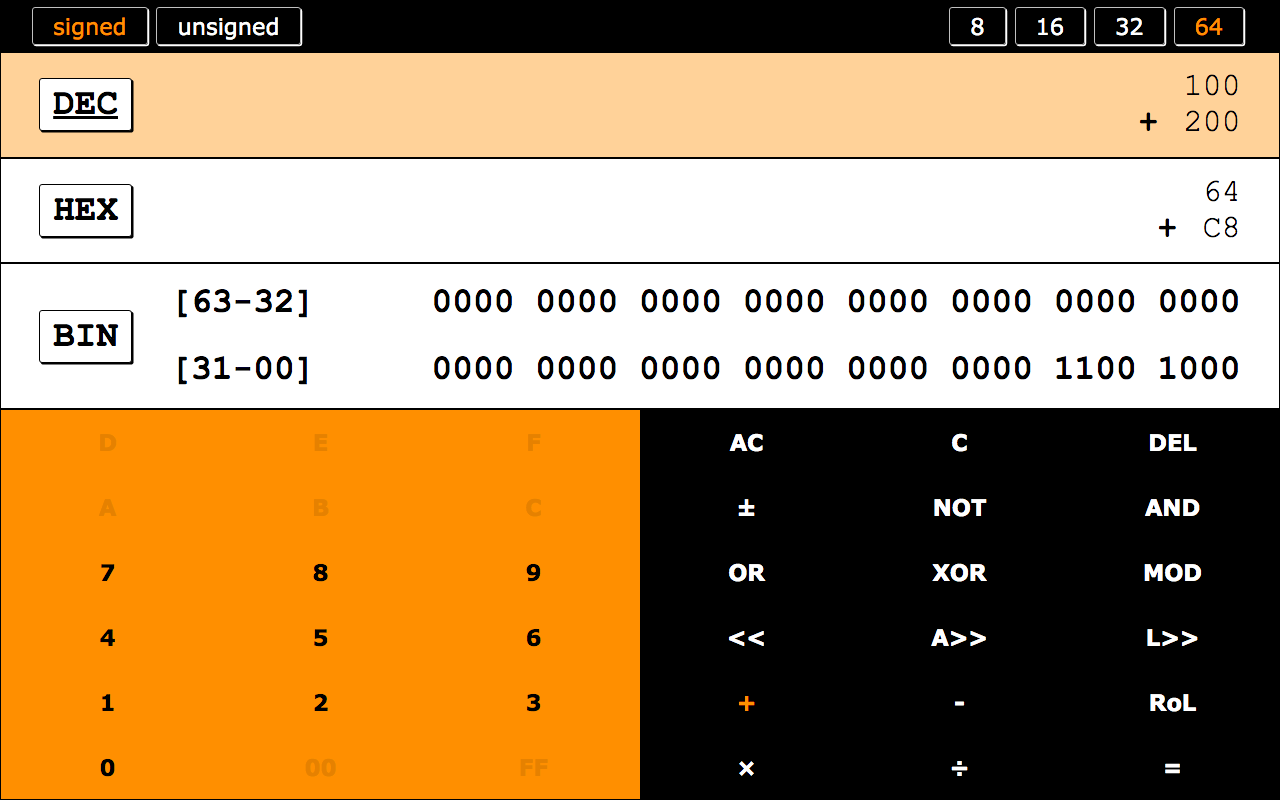 signed unsigned 8 16 32 64
DEC 100
+ 200
HEX 64
+ C8
BIN [63-32] 0000 0000 0000 0000 0000 0000 0000 0000
[31-00] 0000 0000 0000 0000 0000 0000 1100 1000
D E F AC C DEL
A B C ± NOT AND
7 8 9 OR XOR MOD
4 5 6 << A>> L>>
1 2 3 + - RoL
0 00 FF × ÷ =